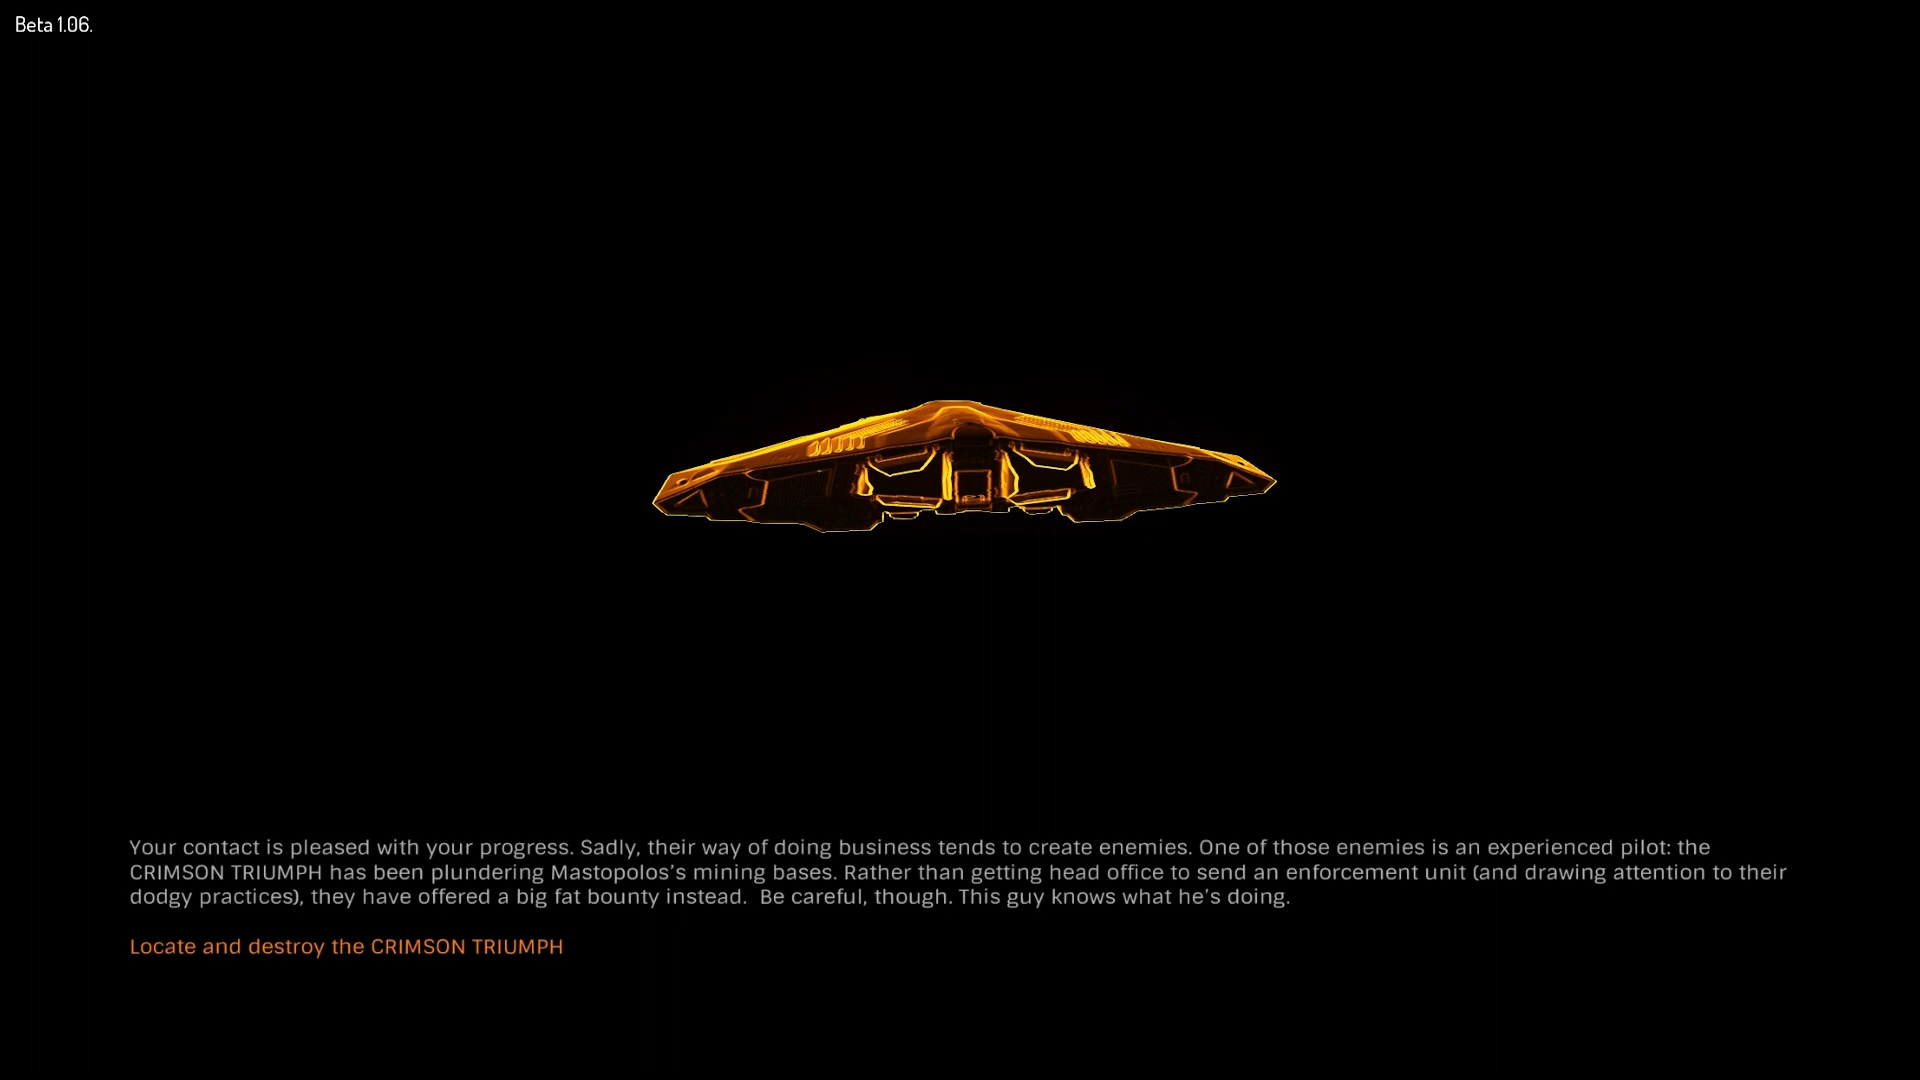 Beta 1.06.
Your contact is pleased with your progress. Sadly, their way of doing business tends to create enemies. One of those enemies is an experienced pilot: the
CRIMSON TRIUMPH has been plundering Mastopolos's mining bases. Rather than getting head office to send an enforcement unit (and drawing attention to their
dodgy practices), they have offered a big fat bounty instead.  Be careful, though. This guy knows what he's doing.
Locate and destroy the CRIMSON TRIUMPH